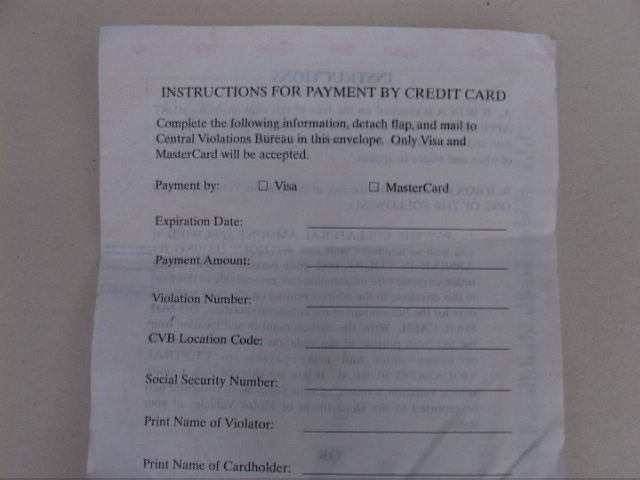 INSTRUCTIONS FOR PAYMENT BY CREDIT CARD
Complete the following information, detach flap, and mail to
Central Violations Bureau in this envelope. Only Visa and
MasterCard will be accepted.
Payment by: ☐ Visa ☐ MasterCard
Expiration Date:
Payment Amount:
Violation Number:
CVB Location Code:
Social Security Number:
Print Name of Violator:
Print Name of Cardholder: